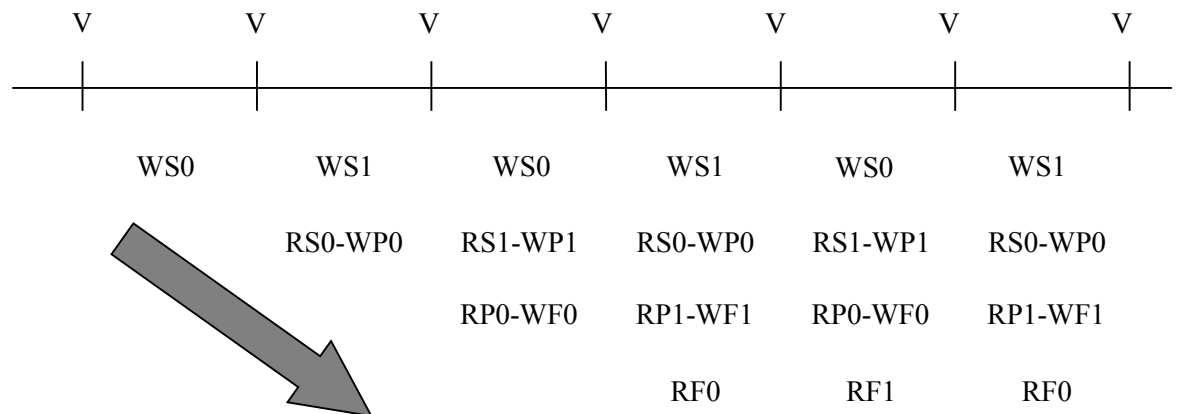 V V V V V V V
WS0 WS1 WS0 WS1 WS0 WS1
RS0-WP0 RS1-WP1 RS0-WP0 RS1-WP1 RS0-WP0
RP0-WF0 RP1-WF1 RP0-WF0 RP1-WF1
RF0 RF1 RF0